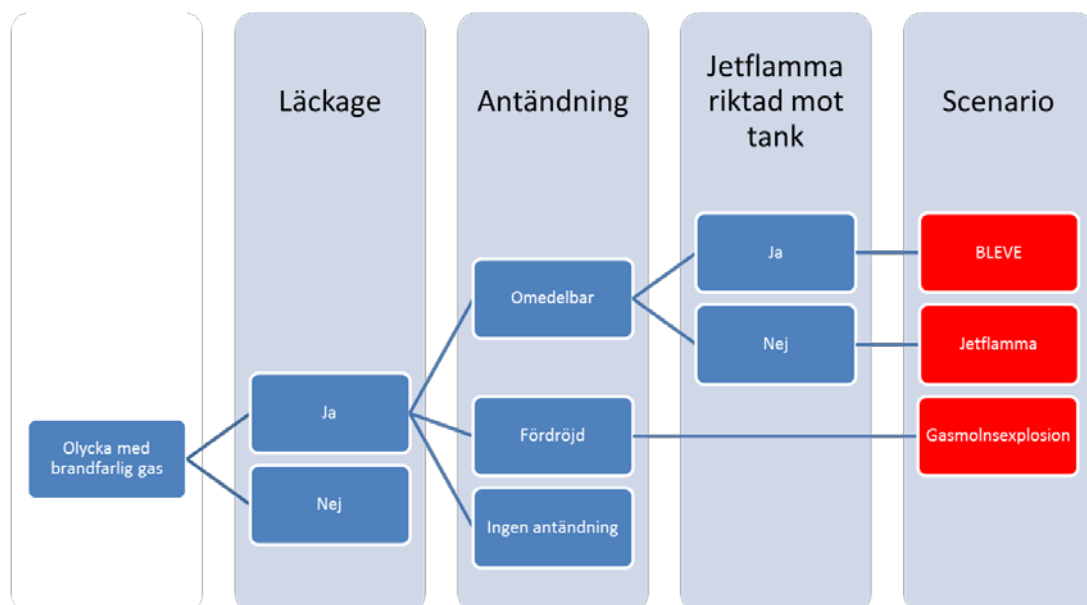 Läckage
Antändning
Jetflamma
riktad mot
tank
Scenario
Ja
BLEVE
Omedelbar
Nej
Jetflamma
Ja
Fördröjd
Gasmolnsexplosion
Olycka med
brandfarlig gas
Nej
Ingen antändning